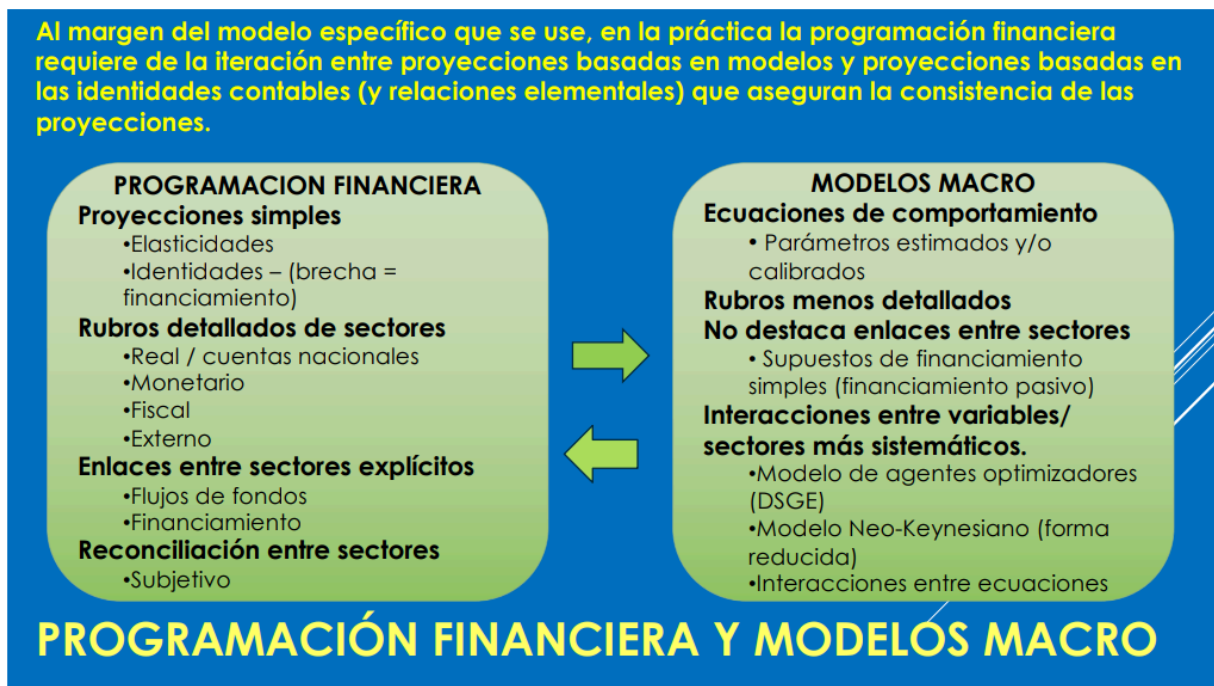 Al margen del modelo específico que se use, en la práctica la programación financiera
requiere de la iteración entre proyecciones basadas en modelos y proyecciones basadas en
las identidades contables (y relaciones elementales) que aseguran la consistencia de las
proyecciones.
PROGRAMACION FINANCIERA
Proyecciones simples
•Elasticidades
•Identidades – (brecha =
financiamiento)
Rubros detallados de sectores
•Real / cuentas nacionales
•Monetario
•Fiscal
•Externo
Enlaces entre sectores explícitos
•Flujos de fondos
•Financiamiento
Reconciliación entre sectores
•Subjetivo
MODELOS MACRO
Ecuaciones de comportamiento
• Parámetros estimados y/o
calibrados
Rubros menos detallados
No destaca enlaces entre sectores
• Supuestos de financiamiento
simples (financiamiento pasivo)
Interacciones entre variables/
sectores más sistemáticos.
•Modelo de agentes optimizadores
(DSGE)
•Modelo Neo-Keynesiano (forma
reducida)
•Interacciones entre ecuaciones
PROGRAMACIÓN FINANCIERA Y MODELOS MACRO